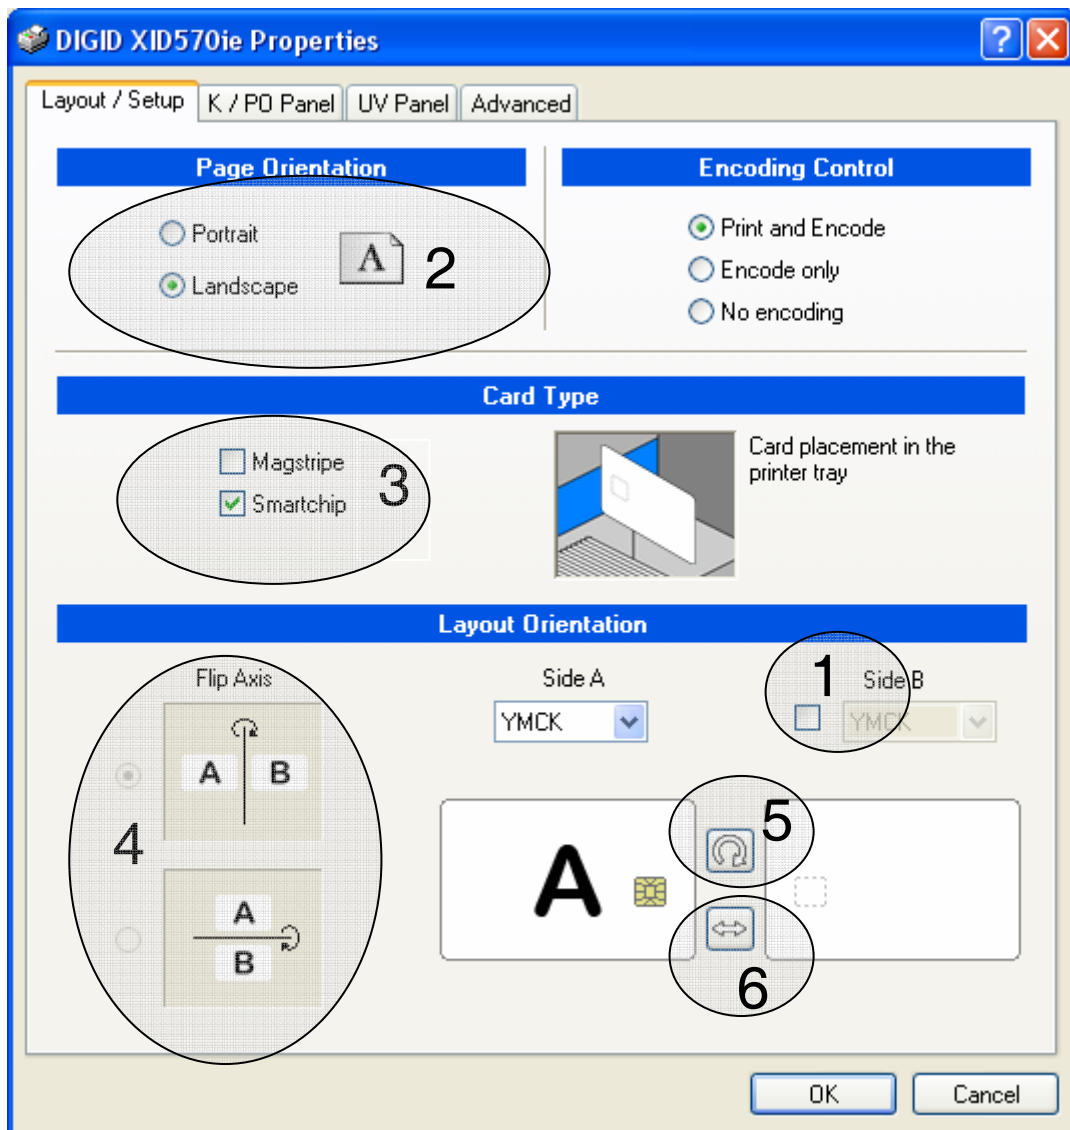 DIGID XID570ie Properties
Layout / Setup
K / PO Panel
UV Panel
Advanced
Page Orientation
Portrait
Landscape
A
2
Encoding Control
Print and Encode
Encode only
No encoding
Card Type
Magstripe
Smartchip
3
Card placement in the
printer tray
Layout Orientation
Flip Axis
A B
A
B
4
Side A
YMCK
1
Side B
YMCK
A
5
6
OK
Cancel